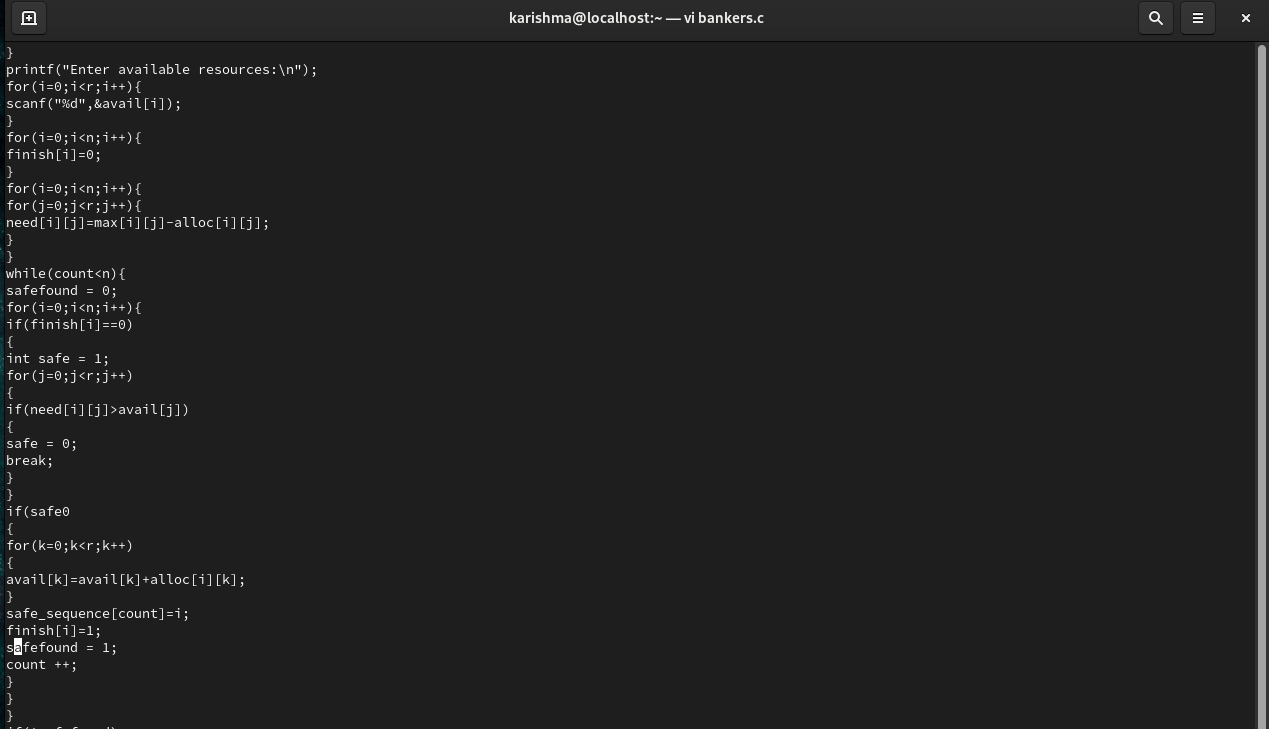 karishma@localhost:~ — vi bankers.c
}
printf("Enter available resources:\n");
for(i=0;i<r;i++){
scanf("%d",&avail[i]);
}
for(i=0;i<n;i++){
finish[i]=0;
}
for(i=0;i<n;i++){
for(j=0;j<r;j++){
need[i][j]=max[i][j]-alloc[i][j];
}
}
while(count<n){
safefound = 0;
for(i=0;i<n;i++){
if(finish[i]==0)
{
int safe = 1;
for(j=0;j<r;j++)
{
if(need[i][j]>avail[j])
{
safe = 0;
break;
}
}
if(safe0
{
for(k=0;k<r;k++)
{
avail[k]=avail[k]+alloc[i][k];
}
safe_sequence[count]=i;
finish[i]=1;
safefound = 1;
count ++;
}
}
}